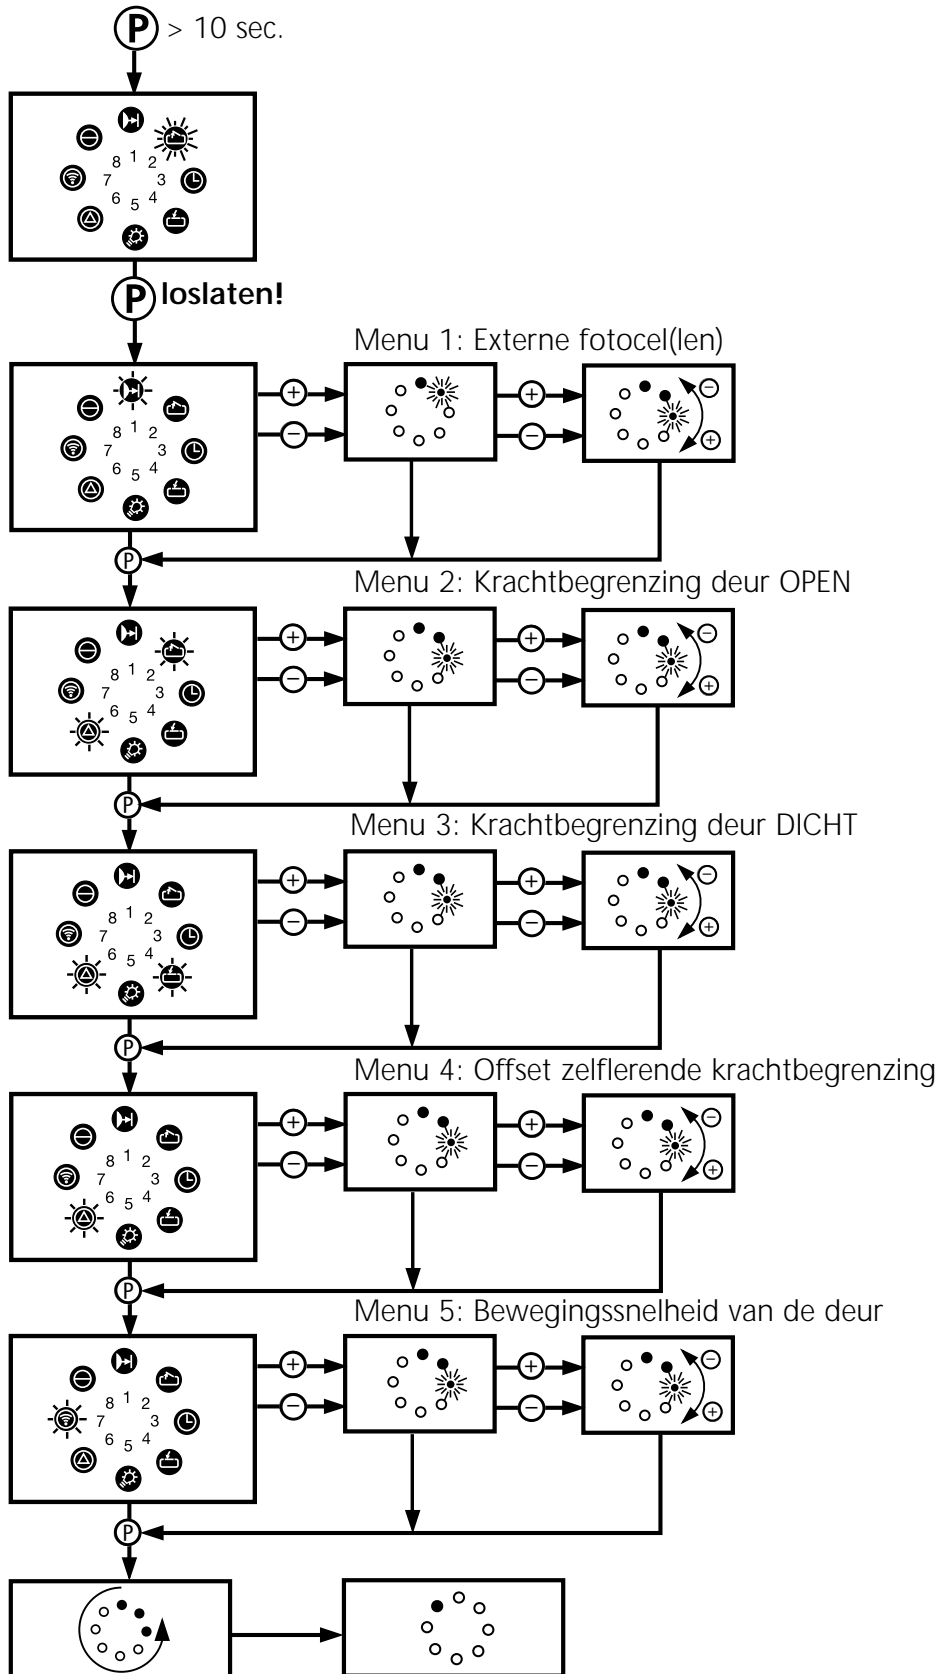 P > 10 sec.
1 2 3 4 5 6 7 8
P loslaten!
Menu 1: Externe fotocel(len)
1 2 3 4 5 6 7 8
+ + −
− − +
P
Menu 2: Krachtbegrenzing deur OPEN
1 2 3 4 5 6 7 8
+ + −
− − +
P
Menu 3: Krachtbegrenzing deur DICHT
1 2 3 4 5 6 7 8
+ + −
− − +
P
Menu 4: Offset zelflerende krachtbegrenzing
1 2 3 4 5 6 7 8
+ + −
− − +
P
Menu 5: Bewegingssnelheid van de deur
1 2 3 4 5 6 7 8
+ + −
− − +
P